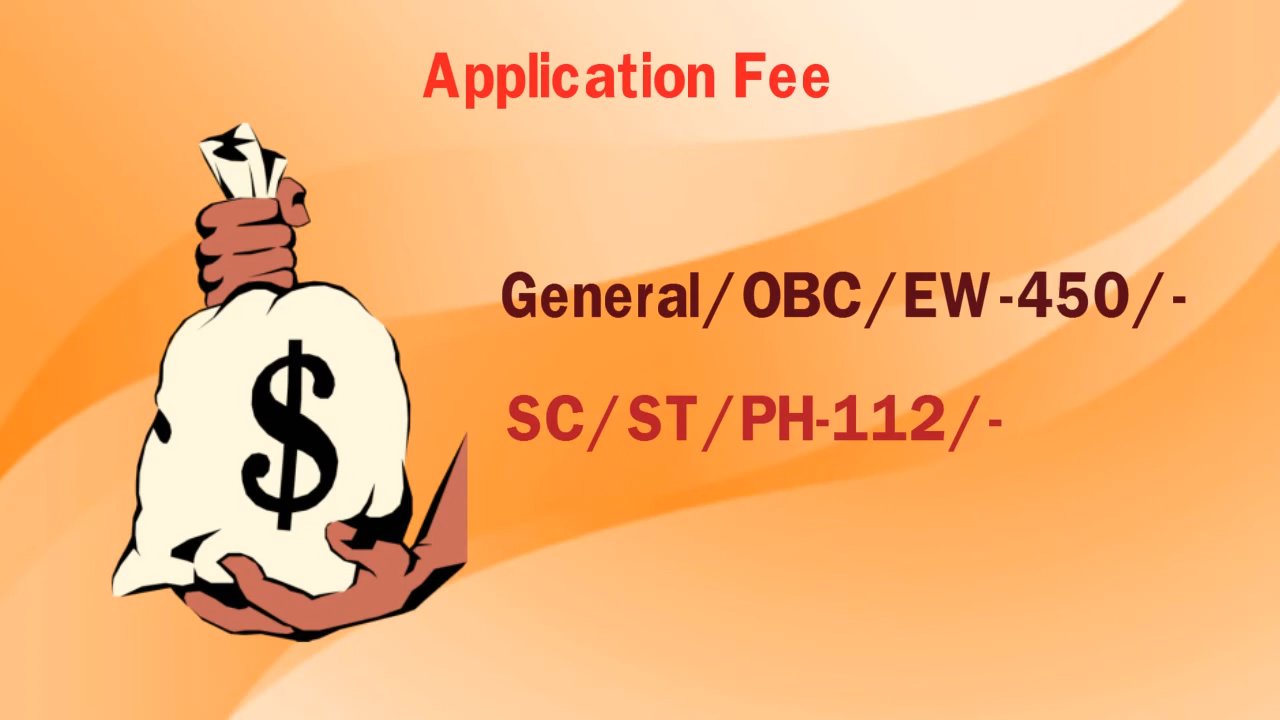 Application Fee
General/OBC/EW-450/-
SC/ST/PH-112/-
$